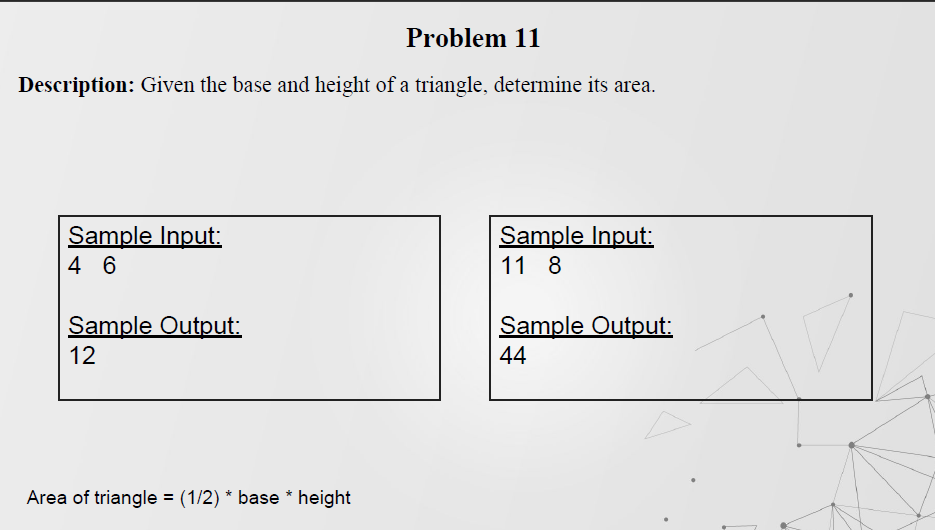 Problem 11
Description: Given the base and height of a triangle, determine its area.
Sample Input:
4 6
Sample Output:
12
Sample Input:
11 8
Sample Output:
44
Area of triangle = (1/2) * base * height